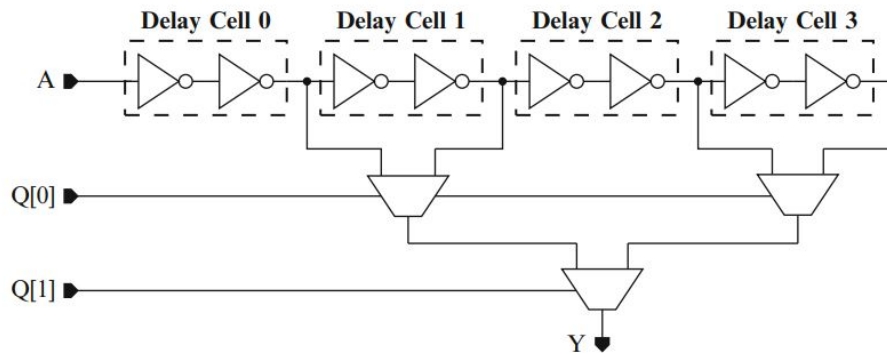 Delay Cell 0 Delay Cell 1 Delay Cell 2 Delay Cell 3
A
Q[0]
Q[1]
Y